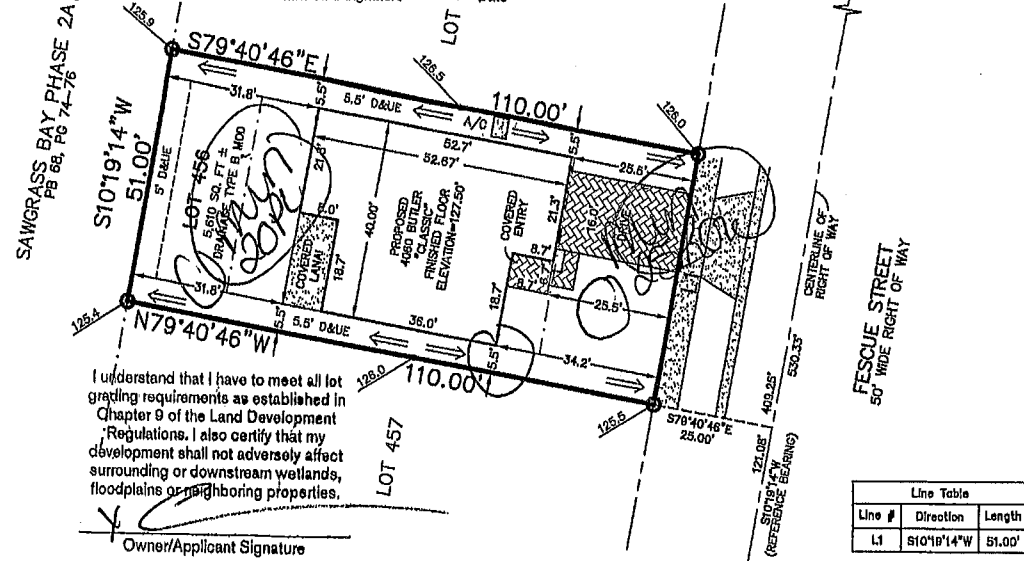 SAWGRASS BAY PHASE 2A,
PB 68, PG 74-76
125.9
S79°40'46"E
LOT
126.5
110.00'
126.0
5.5'
5.5' D&UE
A/C
5.5'
31.8'
52.7'
52.67'
25.5'
S10°19'14"W
51.00'
5' D&UE
LOT 456
5,610 SQ. FT ±
DRAINAGE TYPE B MOD
40.00'
PROPOSED
4060 BUTLER
"CLASSIC"
FINISHED FLOOR
ELEVATION=127.50'
COVERED
ENTRY
21.3'
16.0'
8.7'
8.7'
COVERED
LANAI
18.7'
18.7'
25.5'
31.8'
5.5'
5.5' D&UE
36.0'
5.5'
34.2'
125.4
N79°40'46"W
126.0
110.00'
125.5
CENTERLINE OF
RIGHT OF WAY
FESCUE STREET
50' WIDE RIGHT OF WAY
530.33'
409.25'
S79°40'46"E
25.00'
121.08'
S10°19'14"W
(REFERENCE BEARING)
LOT 457
I understand that I have to meet all lot
grading requirements as established in
Chapter 9 of the Land Development
Regulations. I also certify that my
development shall not adversely affect
surrounding or downstream wetlands,
floodplains or neighboring properties.
X
Owner/Applicant Signature
Line Table
Line # Direction Length
L1 S10°19'14"W 51.00'